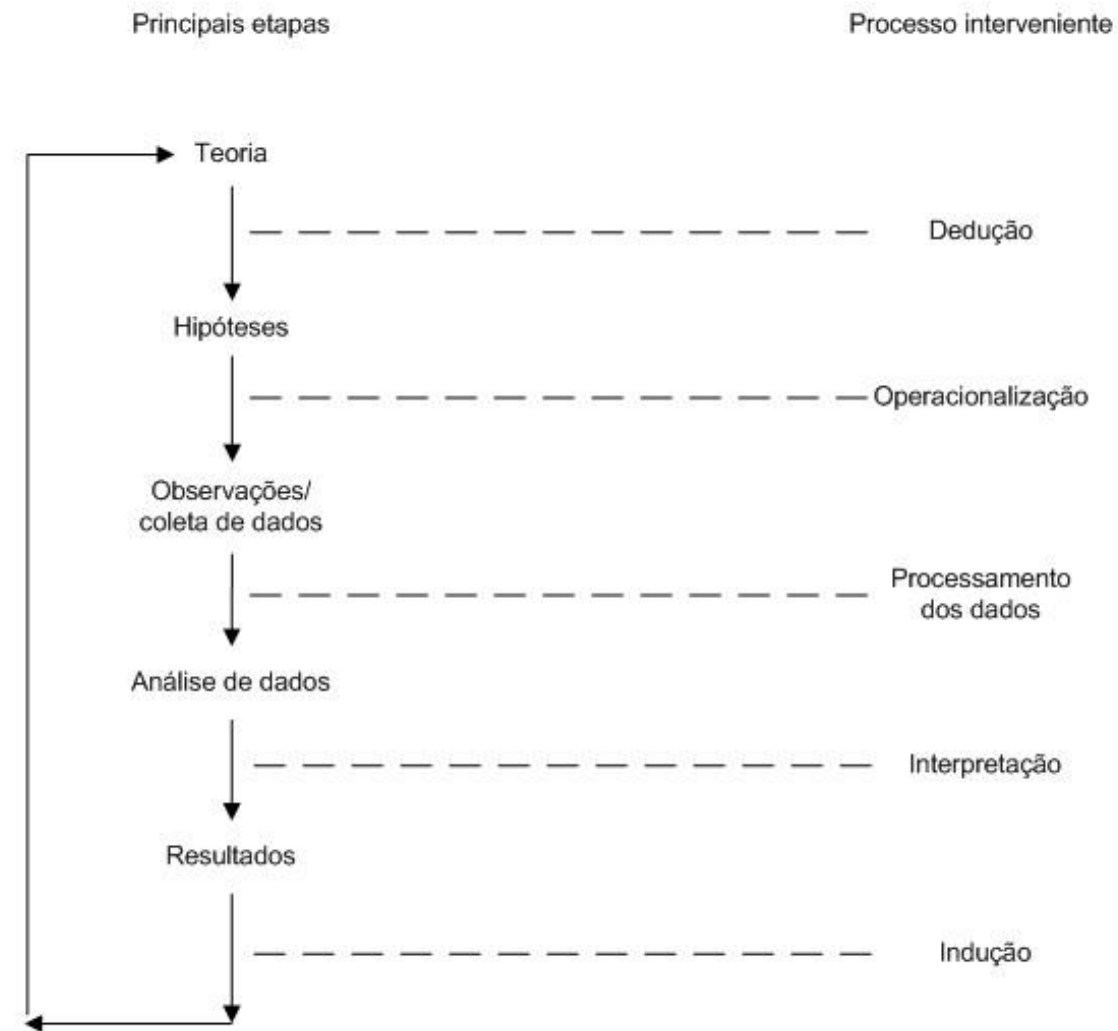 Principais etapas
Processo interveniente
Teoria
Dedução
Hipóteses
Operacionalização
Observações/
coleta de dados
Processamento
dos dados
Análise de dados
Interpretação
Resultados
Indução